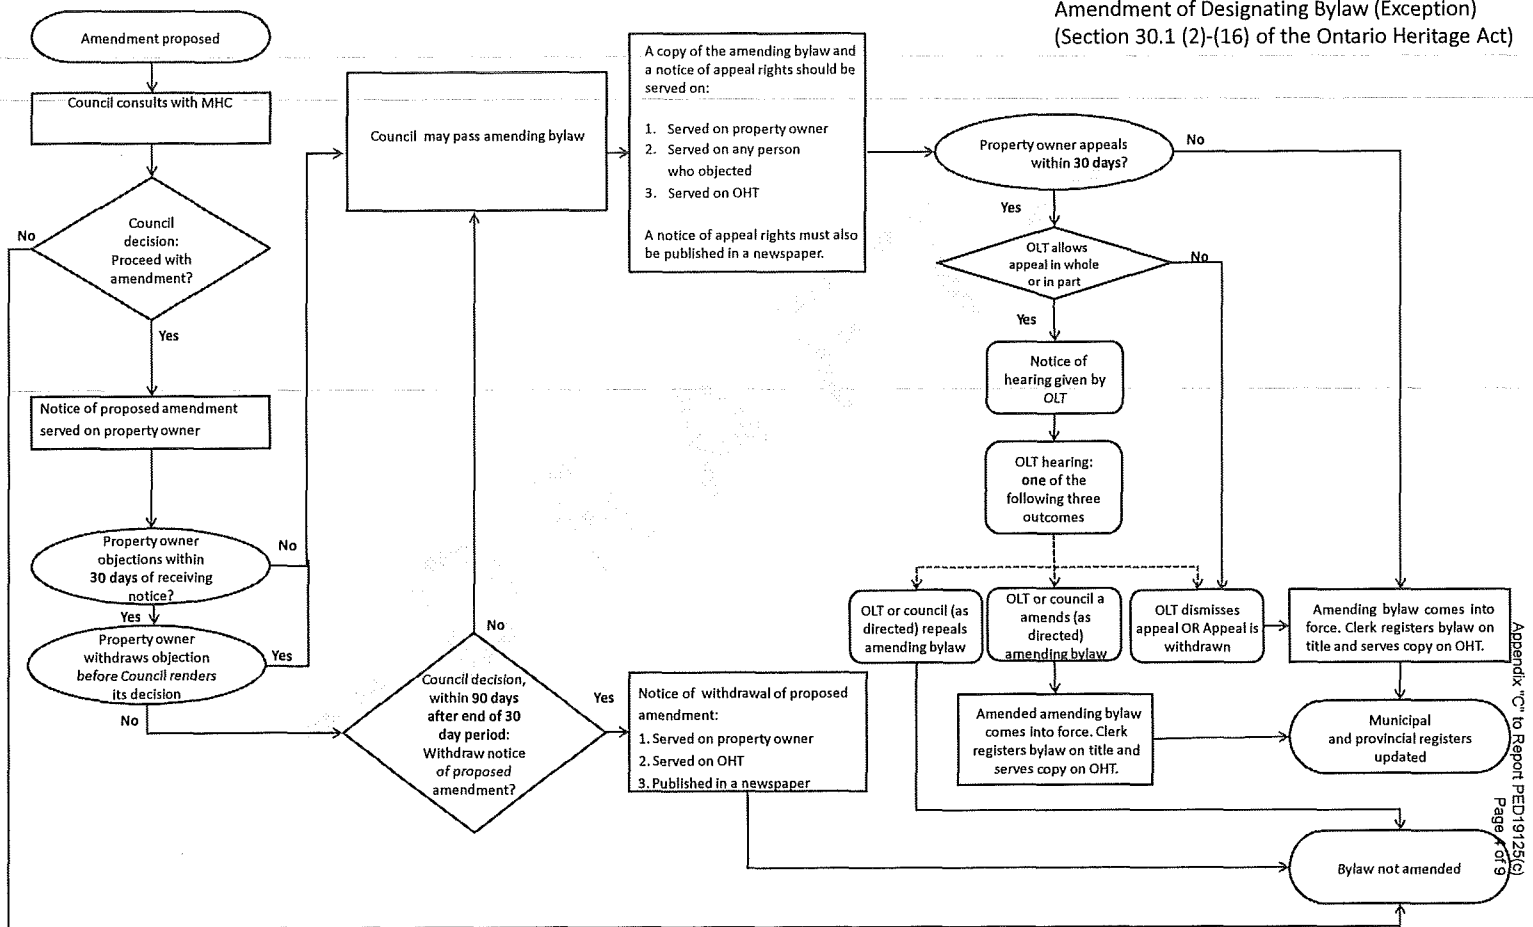 Amendment of Designating Bylaw (Exception)
(Section 30.1 (2)-(16) of the Ontario Heritage Act)
Amendment proposed
Council consults with MHC
Council
decision:
Proceed with
amendment?
No
Yes
Notice of proposed amendment
served on property owner
Property owner
objections within
30 days of receiving
notice?
No
Yes
Property owner
withdraws objection
before Council renders
its decision
Yes
No
Council may pass amending bylaw
No
Council decision,
within 90 days
after end of 30
day period:
Withdraw notice
of proposed
amendment?
Yes
Notice of withdrawal of proposed
amendment:
1. Served on property owner
2. Served on OHT
3. Published in a newspaper
A copy of the amending bylaw and
a notice of appeal rights should be
served on:
1. Served on property owner
2. Served on any person
who objected
3. Served on OHT
A notice of appeal rights must also
be published in a newspaper.
Property owner appeals
within 30 days?
No
Yes
OLT allows
appeal in whole
or in part
No
Yes
Notice of
hearing given by
OLT
OLT hearing:
one of the
following three
outcomes
OLT or council (as
directed) repeals
amending bylaw
OLT or council a
amends (as
directed)
amending bylaw
OLT dismisses
appeal OR Appeal is
withdrawn
Amending bylaw comes into
force. Clerk registers bylaw on
title and serves copy on OHT.
Amended amending bylaw
comes into force. Clerk
registers bylaw on title and
serves copy on OHT.
Municipal
and provincial registers
updated
Bylaw not amended
Appendix "C" to Report PED19125(c)
Page 4 of 9